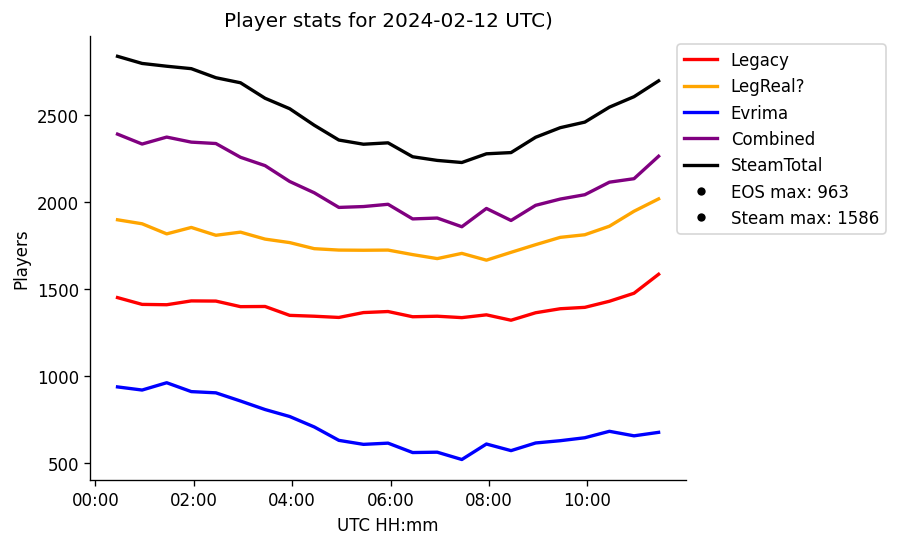 Player stats for 2024-02-12 UTC)
Legacy
LegReal?
Evrima
Combined
SteamTotal
EOS max: 963
Steam max: 1586
Players
2500
2000
1500
1000
500
00:00 02:00 04:00 06:00 08:00 10:00
UTC HH:mm